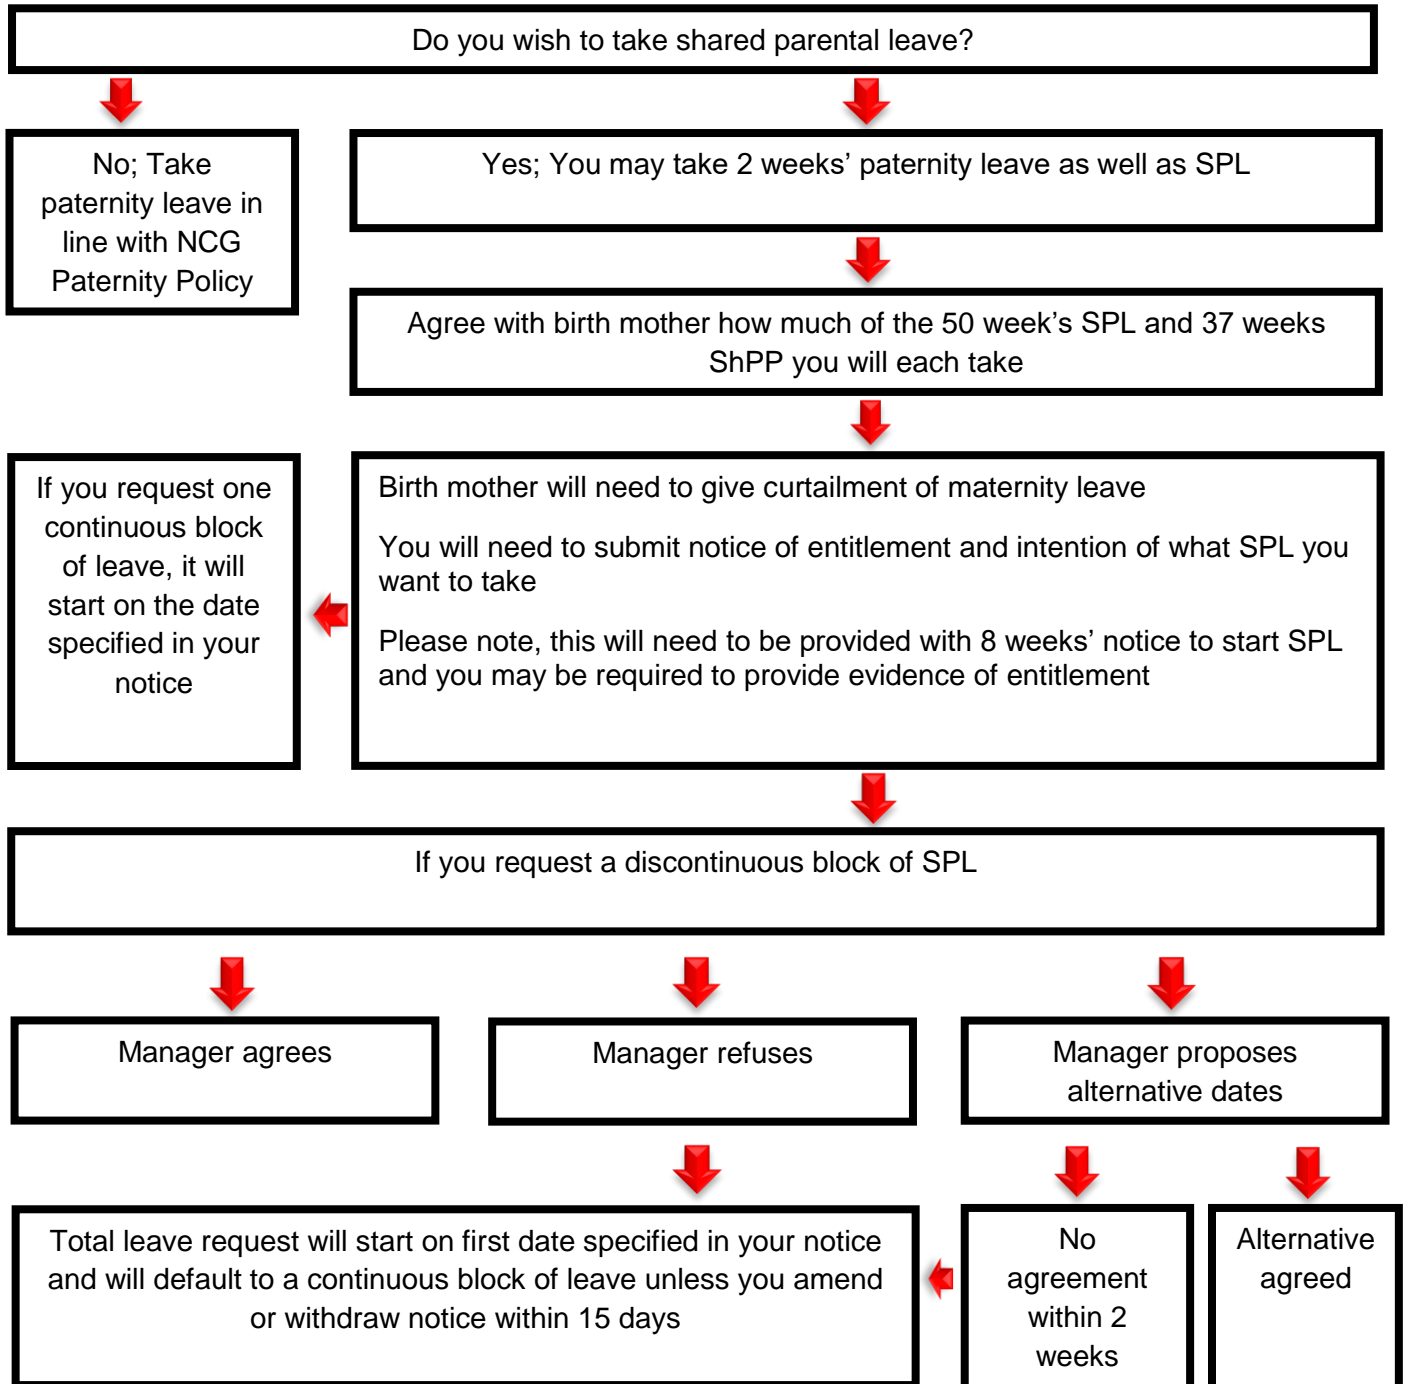 Do you wish to take shared parental leave?
No; Take
paternity leave in
line with NCG
Paternity Policy
Yes; You may take 2 weeks’ paternity leave as well as SPL
Agree with birth mother how much of the 50 week’s SPL and 37 weeks
ShPP you will each take
If you request one
continuous block
of leave, it will
start on the date
specified in your
notice
Birth mother will need to give curtailment of maternity leave
You will need to submit notice of entitlement and intention of what SPL you
want to take
Please note, this will need to be provided with 8 weeks’ notice to start SPL
and you may be required to provide evidence of entitlement
If you request a discontinuous block of SPL
Manager agrees
Manager refuses
Manager proposes
alternative dates
Total leave request will start on first date specified in your notice
and will default to a continuous block of leave unless you amend
or withdraw notice within 15 days
No
agreement
within 2
weeks
Alternative
agreed